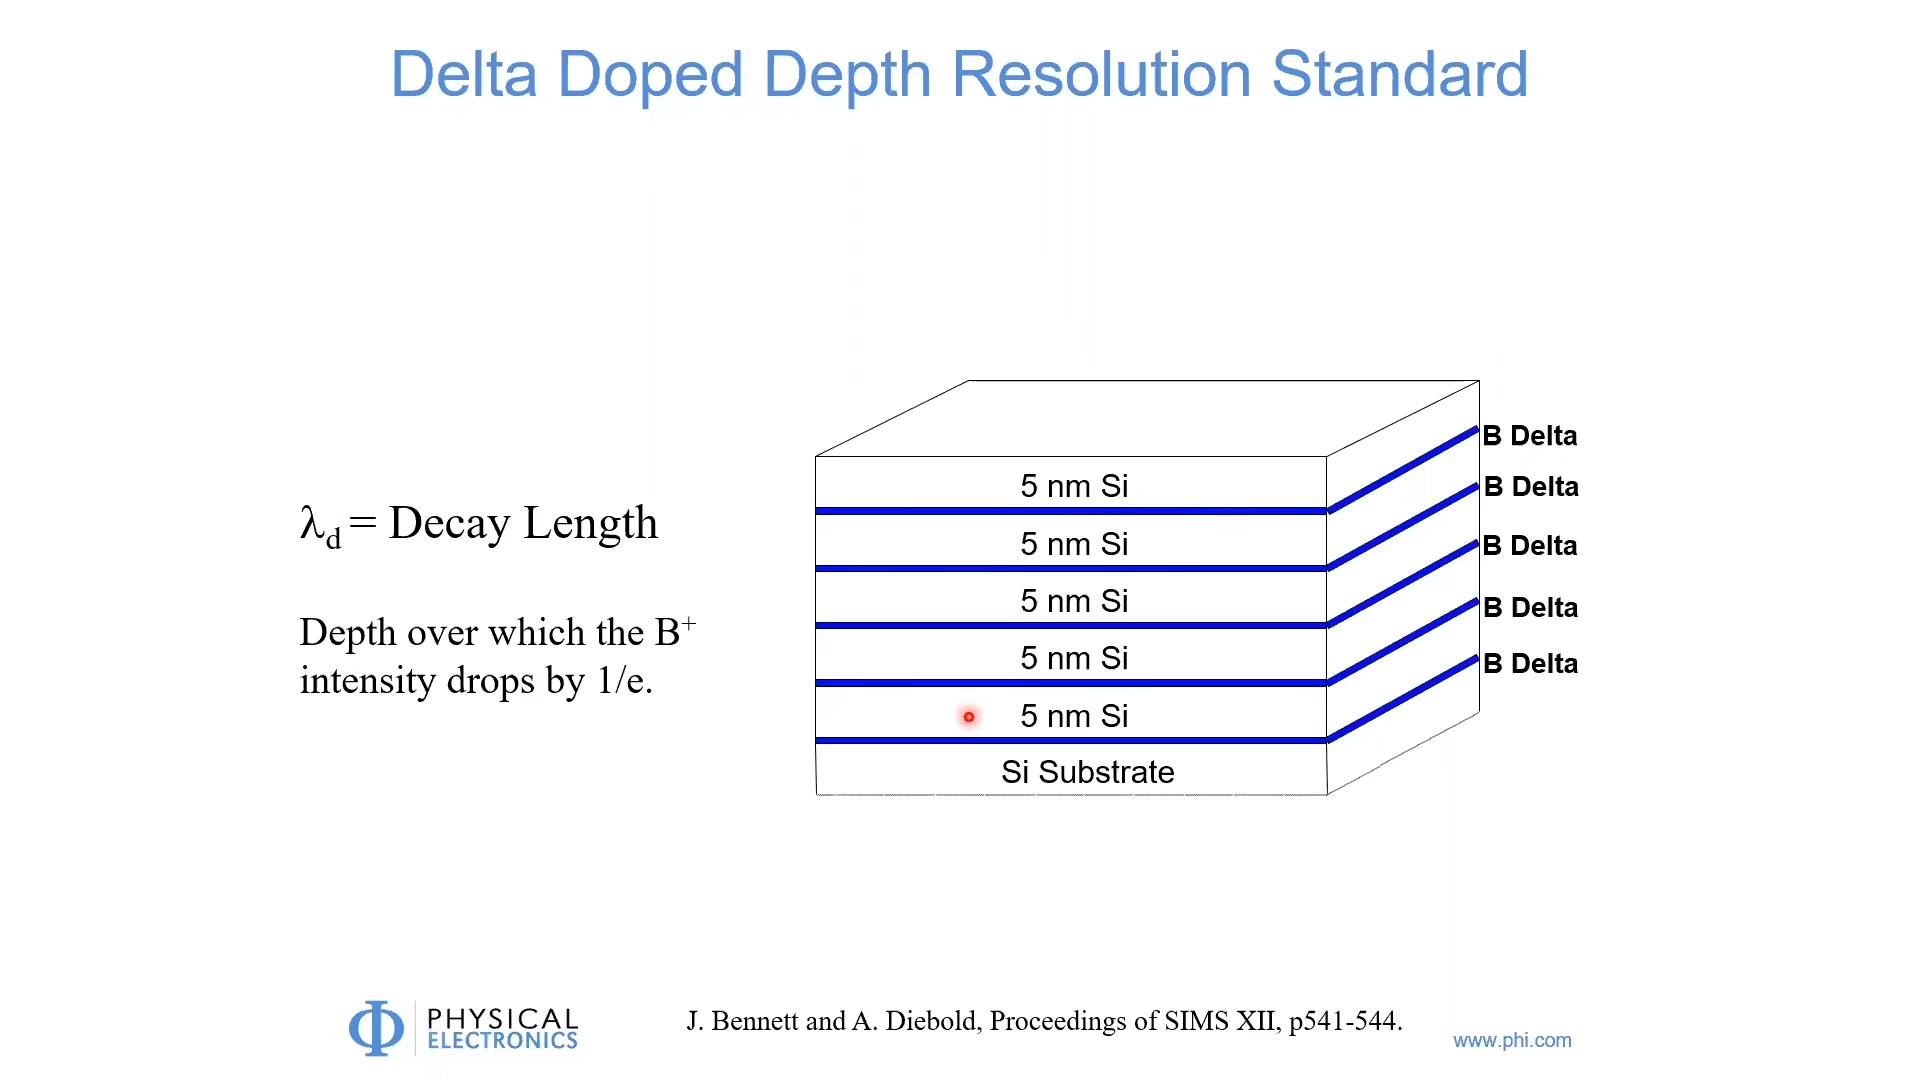 Delta Doped Depth Resolution Standard
λd = Decay Length
Depth over which the B+
intensity drops by 1/e.
5 nm Si
5 nm Si
5 nm Si
5 nm Si
5 nm Si
Si Substrate
B Delta
B Delta
B Delta
B Delta
B Delta
Φ PHYSICAL
ELECTRONICS
J. Bennett and A. Diebold, Proceedings of SIMS XII, p541-544.
www.phi.com